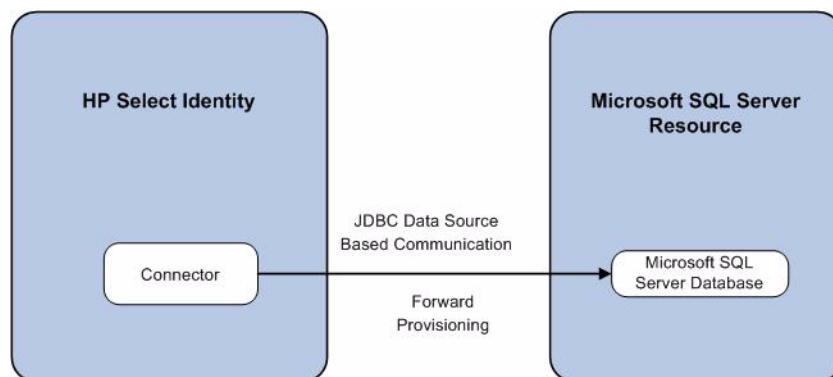 HP Select Identity
Microsoft SQL Server
Resource
JDBC Data Source
Based Communication
Connector
Microsoft SQL
Server Database
Forward
Provisioning